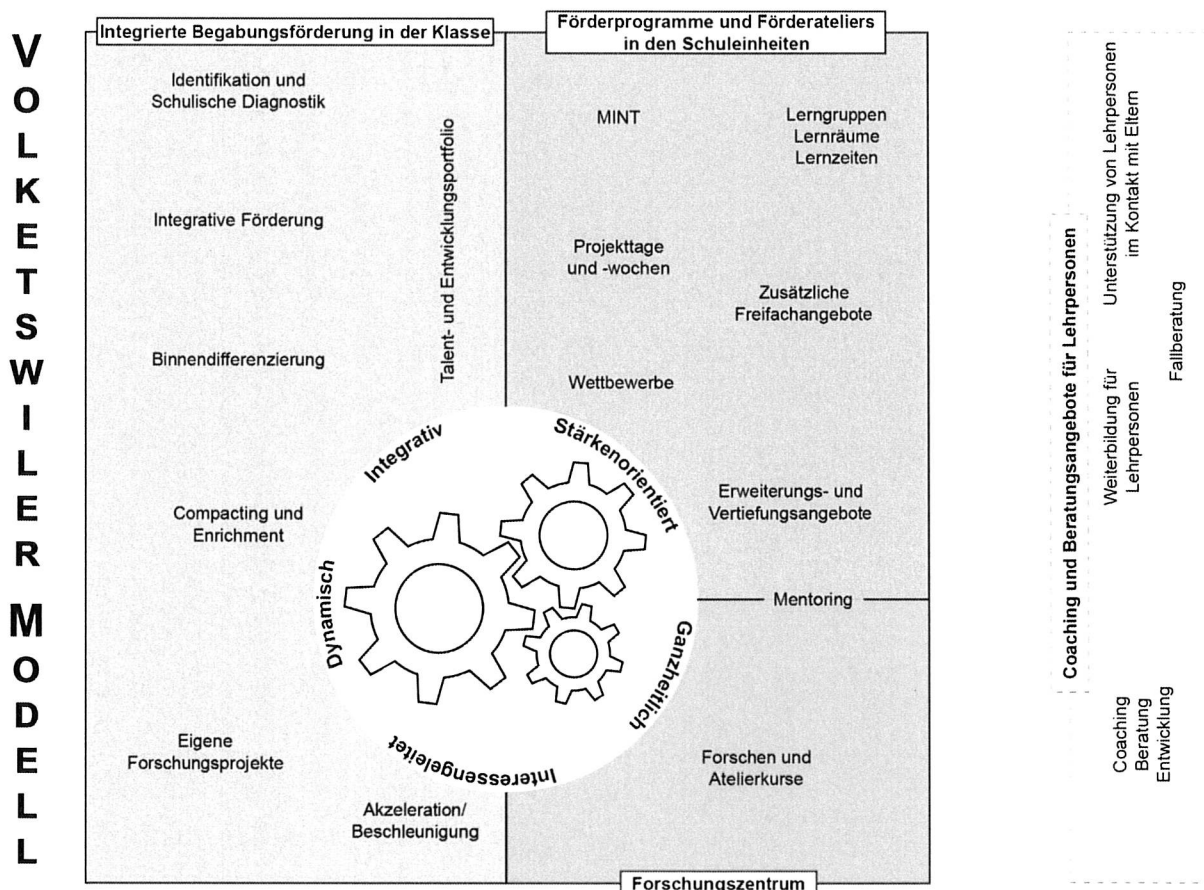 VOLKETSWILER MODELL
Integrierte Begabungsförderung in der Klasse
Identifikation und
Schulische Diagnostik
Integrative Förderung
Binnendifferenzierung
Compacting und
Enrichment
Eigene
Forschungsprojekte
Akzeleration/
Beschleunigung
Talent- und Entwicklungsportfolio
Förderprogramme und Förderateliers
in den Schuleinheiten
MINT
Lerngruppen
Lernräume
Lernzeiten
Projekttage
und -wochen
Zusätzliche
Freifachangebote
Wettbewerbe
Erweiterungs- und
Vertiefungsangebote
Mentoring
Forschen und
Atelierkurse
Forschungszentrum
Integrativ
Stärkenorientiert
Ganzheitlich
Interessengeleitet
Dynamisch
Coaching und Beratungsangebote für Lehrpersonen
Unterstützung von Lehrpersonen
im Kontakt mit Eltern
Fallberatung
Weiterbildung für
Lehrpersonen
Coaching
Beratung
Entwicklung